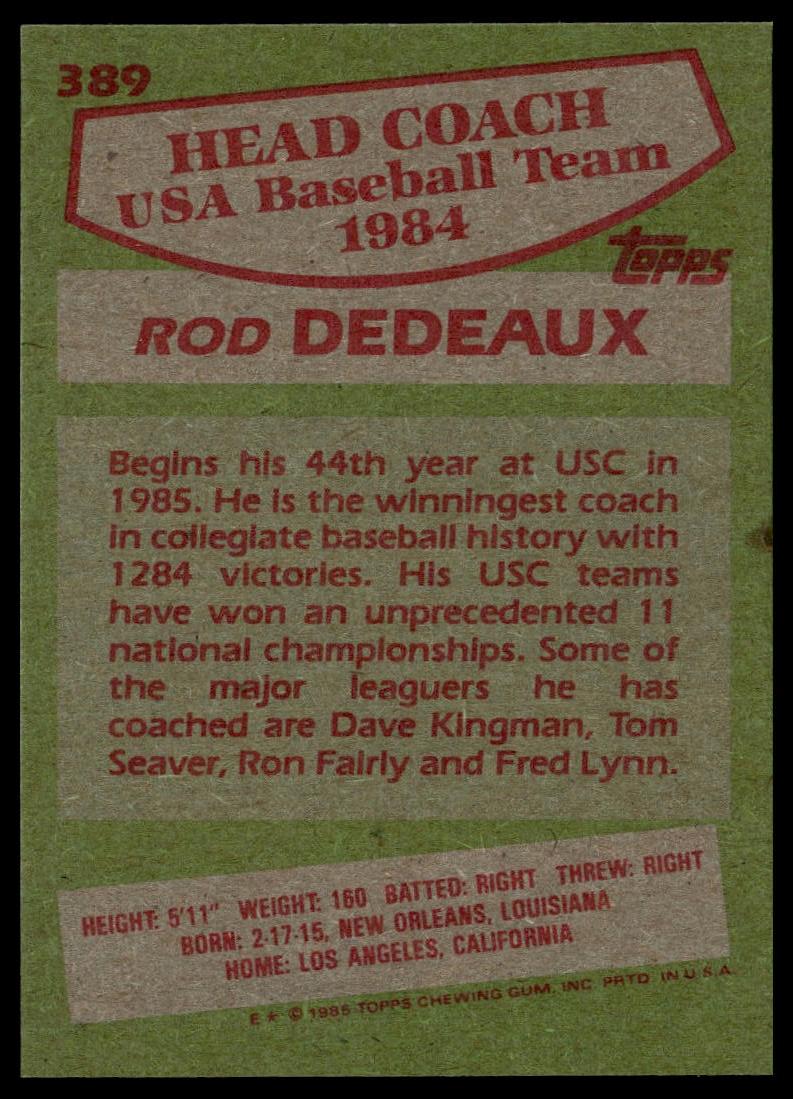 389
HEAD COACH
USA Baseball Team
1984
topps
ROD DEDEAUX
Begins his 44th year at USC in
1985. He is the winningest coach
in collegiate baseball history with
1284 victories. His USC teams
have won an unprecedented 11
national championships. Some of
the major leaguers he has
coached are Dave Kingman, Tom
Seaver, Ron Fairly and Fred Lynn.
HEIGHT: 5'11" WEIGHT: 160 BATTED: RIGHT THREW: RIGHT
BORN: 2-17-15, NEW ORLEANS, LOUISIANA
HOME: LOS ANGELES, CALIFORNIA
E ★ © 1985 TOPPS CHEWING GUM, INC. PRTD. IN U.S.A.